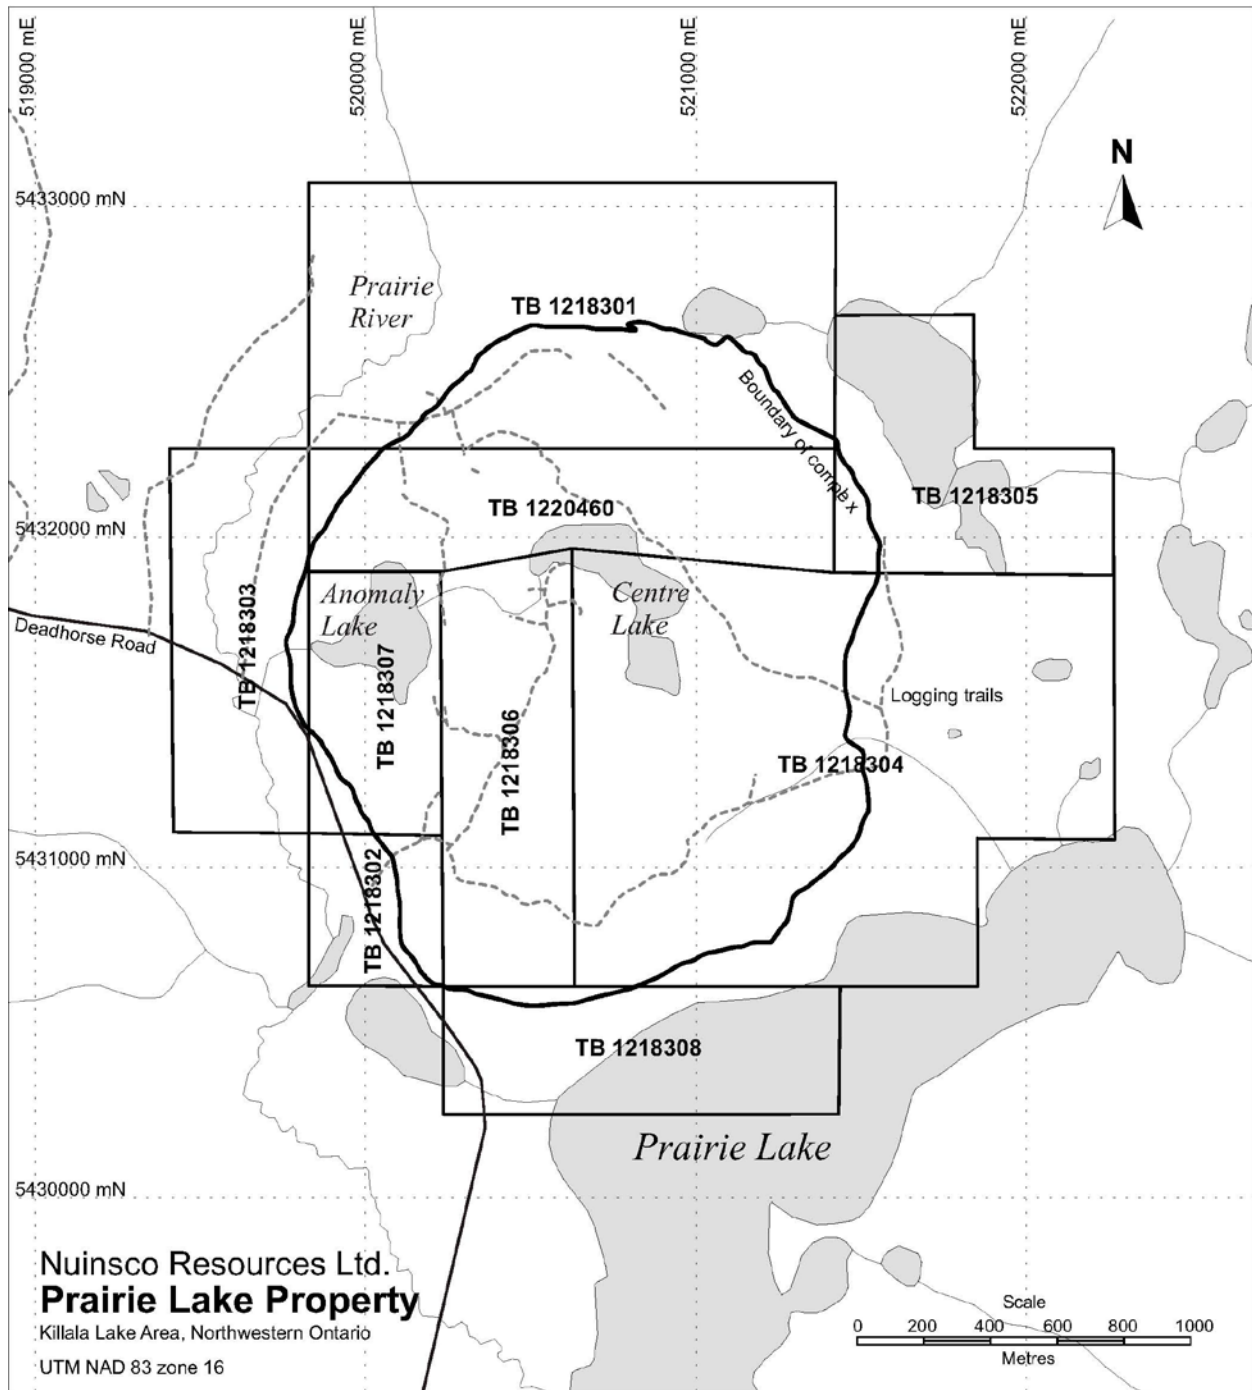 519000 mE
520000 mE
521000 mE
522000 mE
N
5433000 mN
Prairie
River
TB 1218301
Boundary of comple x
TB 1218305
TB 1220460
5432000 mN
Anomaly
Lake
Centre
Lake
TB 1218303
Deadhorse Road
TB 1218307
TB 1218306
Logging trails
TB 1218304
5431000 mN
TB 1218302
TB 1218308
Prairie Lake
5430000 mN
Nuinsco Resources Ltd.
Prairie Lake Property
Killala Lake Area, Northwestern Ontario
UTM NAD 83 zone 16
Scale
0 200 400 600 800 1000
Metres